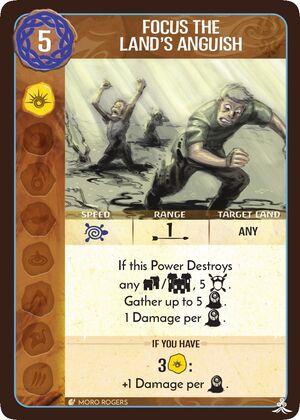 5
FOCUS THE
LAND'S ANGUISH
SPEED
RANGE
TARGET LAND
1
ANY
If this Power Destroys
any / , 5 .
Gather up to 5 .
1 Damage per .
IF YOU HAVE
3 :
+1 Damage per .
MORO ROGERS